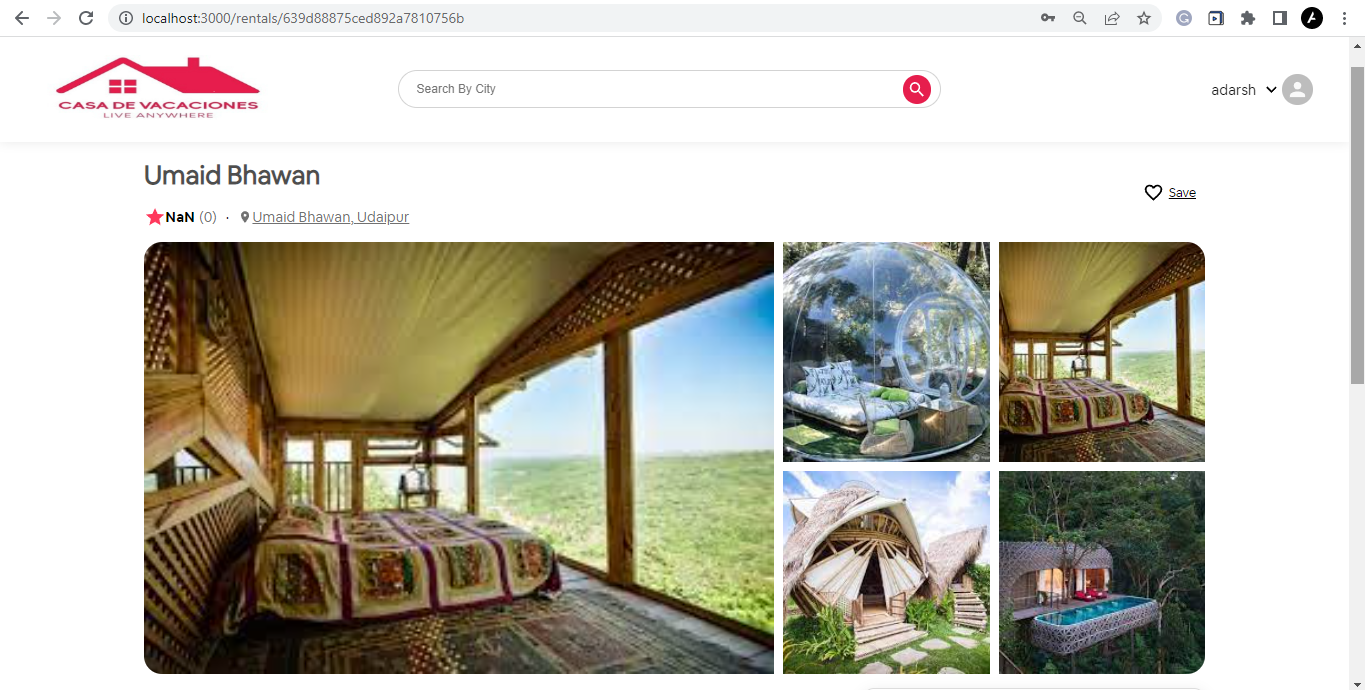 localhost:3000/rentals/639d88875ced892a7810756b
CASA DE VACACIONES
LIVE ANYWHERE
Search By City
adarsh
Umaid Bhawan
Save
NaN (0) · Umaid Bhawan, Udaipur